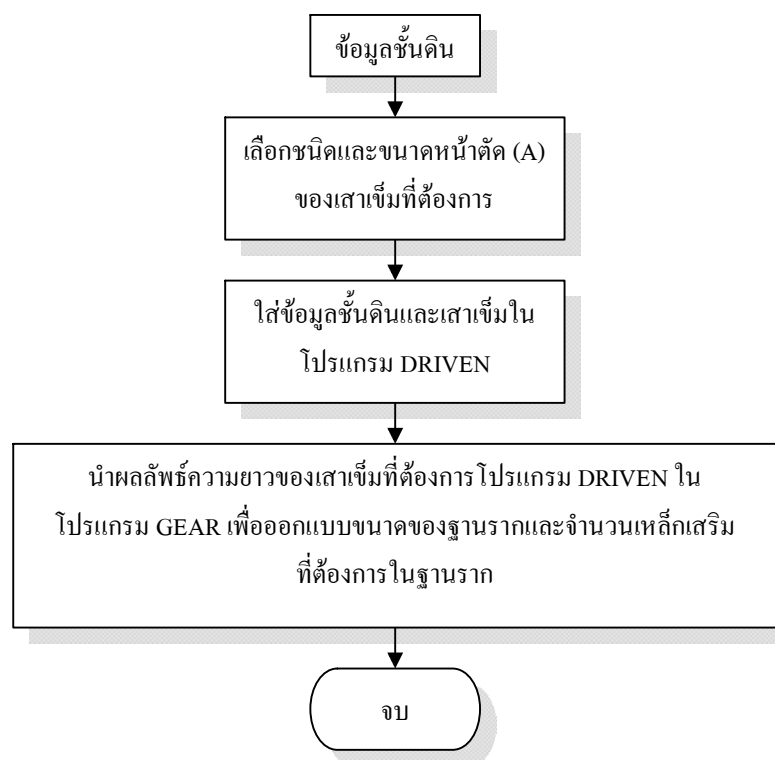 ข้อมูลชั้นดิน
เลือกชนิดและขนาดหน้าตัด (A)
ของเสาเข็มที่ต้องการ
ใส่ข้อมูลชั้นดินและเสาเข็มใน
โปรแกรม DRIVEN
นำผลลัพธ์ความยาวของเสาเข็มที่ต้องการโปรแกรม DRIVEN ใน
โปรแกรม GEAR เพื่อออกแบบขนาดของฐานรากและจำนวนเหล็กเสริม
ที่ต้องการในฐานราก
จบ